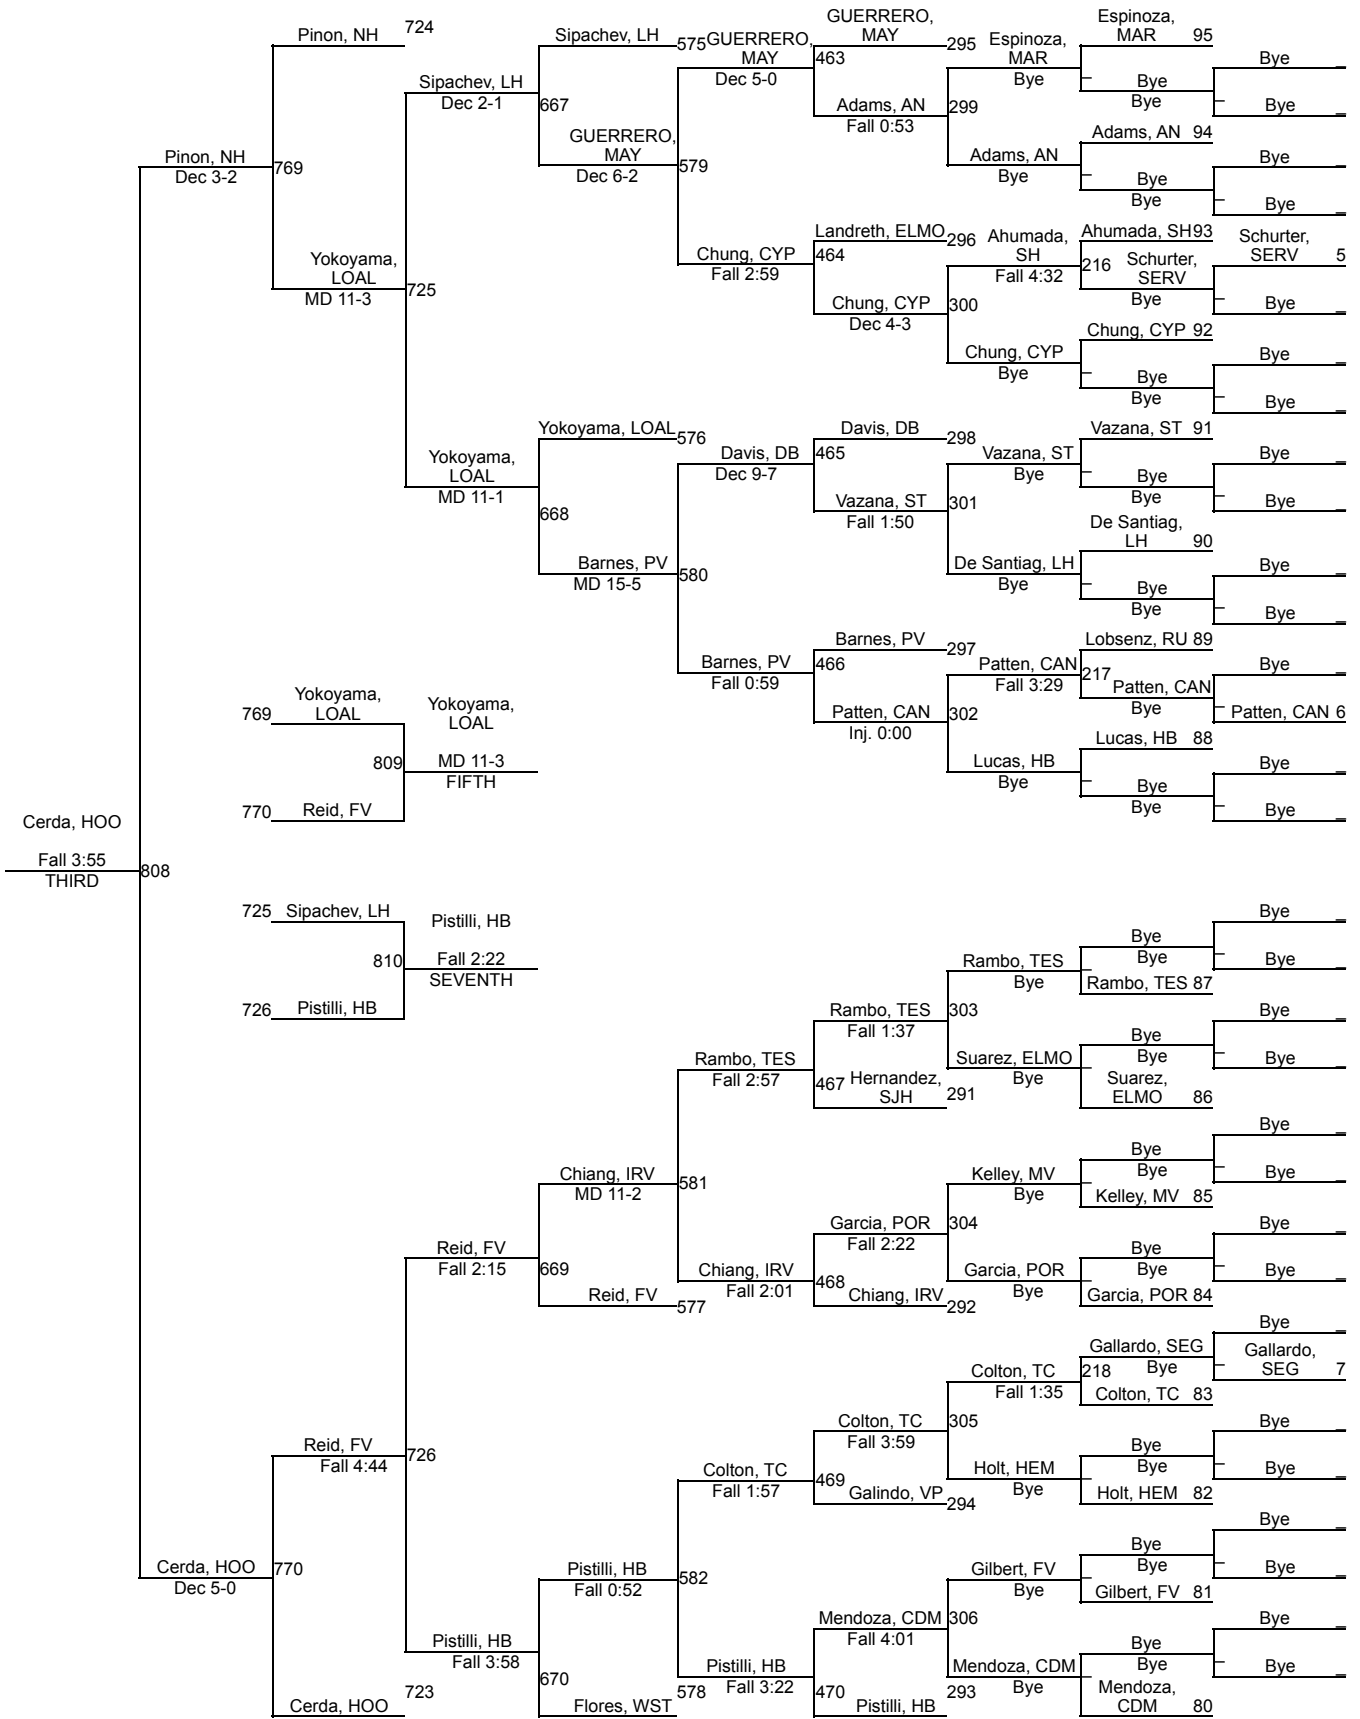 Pinon, NH
724
Sipachev, LH
575
GUERRERO,
MAY
Dec 5-0
GUERRERO,
MAY
295
463
Espinoza,
MAR
Bye
Espinoza,
MAR 95
Bye
Bye
Bye
Bye
Sipachev, LH
Dec 2-1
667
Adams, AN
Fall 0:53
299
Adams, AN 94
GUERRERO,
MAY
Dec 6-2
579
Adams, AN
Bye
Bye
Bye
Bye
Bye
Pinon, NH
Dec 3-2
769
Landreth, ELMO
296
464
Ahumada,
SH
Fall 4:32
Ahumada, SH 93
216
Schurter,
SERV
Bye
Schurter,
SERV 5
Bye
Chung, CYP
Fall 2:59
Yokoyama,
LOAL
MD 11-3
725
Chung, CYP
Dec 4-3
300
Chung, CYP 92
Chung, CYP
Bye
Bye
Bye
Bye
Bye
Yokoyama, LOAL
576
Davis, DB
298
Vazana, ST 91
Davis, DB
Dec 9-7
465
Vazana, ST
Bye
Bye
Bye
Bye
Bye
Yokoyama,
LOAL
MD 11-1
668
Vazana, ST
Fall 1:50
301
De Santiag,
LH 90
Barnes, PV
MD 15-5
580
De Santiag, LH
Bye
Bye
Bye
Bye
Bye
Barnes, PV
297
Lobsenz, RU 89
Barnes, PV
Fall 0:59
466
Patten, CAN
Fall 3:29
217
Patten, CAN
Bye
Bye
Patten, CAN 6
Patten, CAN
Inj. 0:00
302
Lucas, HB 88
Lucas, HB
Bye
Bye
Bye
Bye
Bye
769
Yokoyama,
LOAL
Yokoyama,
LOAL
809
MD 11-3
FIFTH
770
Reid, FV
Cerda, HOO
Fall 3:55
THIRD
808
725
Sipachev, LH
Pistilli, HB
810
Fall 2:22
SEVENTH
726
Pistilli, HB
Bye
Bye
Bye
Bye
Rambo, TES
Bye
Rambo, TES 87
Rambo, TES
Fall 1:37
303
Bye
Bye
Bye
Bye
Rambo, TES
Fall 2:57
Suarez, ELMO
Bye
Suarez,
ELMO 86
467
Hernandez,
SJH
291
Bye
Bye
Bye
Bye
Chiang, IRV
MD 11-2
581
Kelley, MV
Bye
Kelley, MV 85
Garcia, POR
Fall 2:22
304
Bye
Bye
Bye
Bye
Reid, FV
Fall 2:15
669
Chiang, IRV
Fall 2:01
468
Garcia, POR
Bye
Garcia, POR 84
Reid, FV
577
Chiang, IRV
292
Bye
Gallardo, SEG
Bye
Gallardo,
SEG 7
218
Colton, TC
Fall 1:35
Colton, TC 83
Colton, TC
Fall 3:59
305
Bye
Bye
Bye
Bye
Reid, FV
Fall 4:44
726
Colton, TC
Fall 1:57
469
Holt, HEM
Bye
Holt, HEM 82
Galindo, VP
294
Bye
Bye
Bye
Bye
Cerda, HOO
Dec 5-0
770
Pistilli, HB
Fall 0:52
582
Gilbert, FV
Bye
Gilbert, FV 81
Mendoza, CDM
Fall 4:01
306
Bye
Bye
Bye
Bye
Pistilli, HB
Fall 3:58
670
Pistilli, HB
Fall 3:22
470
Mendoza, CDM
Bye
Mendoza,
CDM 80
Cerda, HOO
723
Flores, WST
578
Pistilli, HB
293